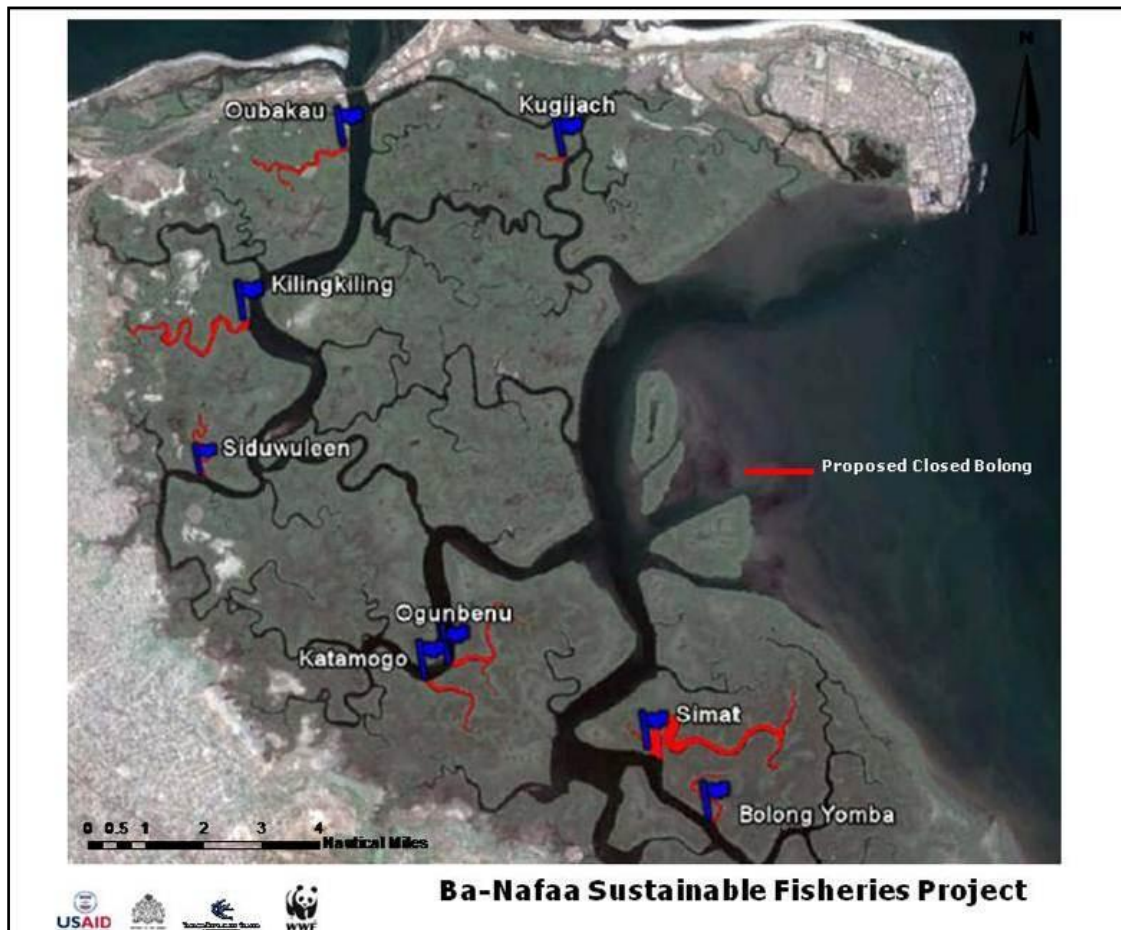 N
Oubakau
Kugijach
Kilingkiling
Siduwuleen
Proposed Closed Bolong
Ogunbenu
Katamogo
Simat
Bolong Yomba
0 0.5 1 2 3 4
Nautical Miles
Ba-Nafaa Sustainable Fisheries Project
USAID
WWF